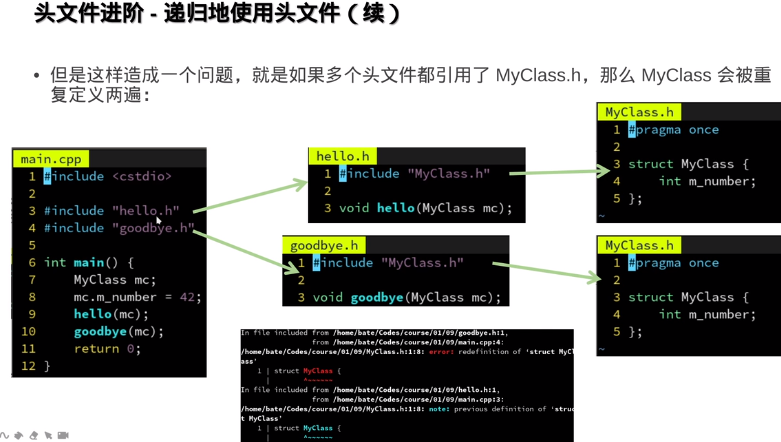 头文件进阶 - 递归地使用头文件（续）
• 但是这样造成一个问题，就是如果多个头文件都引用了 MyClass.h，那么 MyClass 会被重
复定义两遍：
main.cpp
1 #include <cstdio>
2
3 #include "hello.h"
4 #include "goodbye.h"
5
6 int main() {
7     MyClass mc;
8     mc.m_number = 42;
9     hello(mc);
10     goodbye(mc);
11     return 0;
12 }
hello.h
1 #include "MyClass.h"
2
3 void hello(MyClass mc);
goodbye.h
1 #include "MyClass.h"
2
3 void goodbye(MyClass mc);
MyClass.h
1 #pragma once
2
3 struct MyClass {
4     int m_number;
5 };
~
MyClass.h
1 #pragma once
2
3 struct MyClass {
4     int m_number;
5 };
~
In file included from /home/bate/Codes/course/01/09/goodbye.h:1,
from /home/bate/Codes/course/01/09/main.cpp:4:
/home/bate/Codes/course/01/09/MyClass.h:1:8: error: redefinition of 'struct MyCl
ass'
1 | struct MyClass {
| ^~~~~~~
In file included from /home/bate/Codes/course/01/09/hello.h:1,
from /home/bate/Codes/course/01/09/main.cpp:3:
/home/bate/Codes/course/01/09/MyClass.h:1:8: note: previous definition of 'struc
t MyClass'
1 | struct MyClass {
| ^~~~~~~